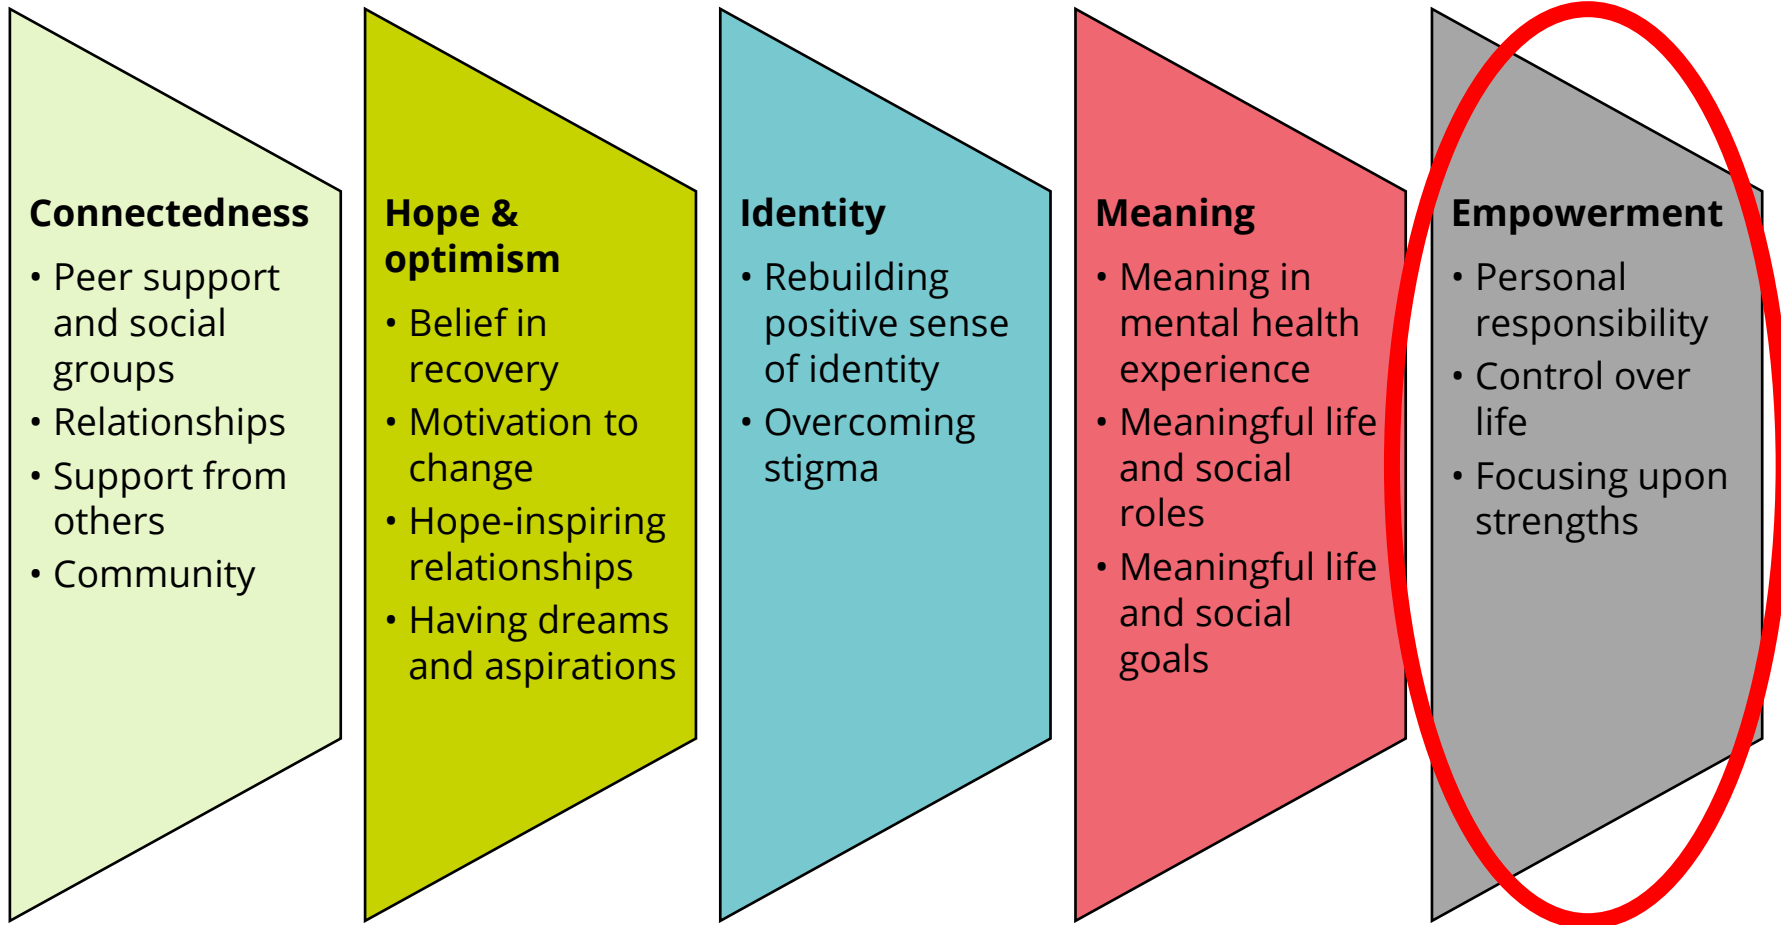 Connectedness
• Peer support
and social
groups
• Relationships
• Support from
others
• Community
Hope &
optimism
• Belief in
recovery
• Motivation to
change
• Hope-inspiring
relationships
• Having dreams
and aspirations
Identity
• Rebuilding
positive sense
of identity
• Overcoming
stigma
Meaning
• Meaning in
mental health
experience
• Meaningful life
and social
roles
• Meaningful life
and social
goals
Empowerment
• Personal
responsibility
• Control over
life
• Focusing upon
strengths